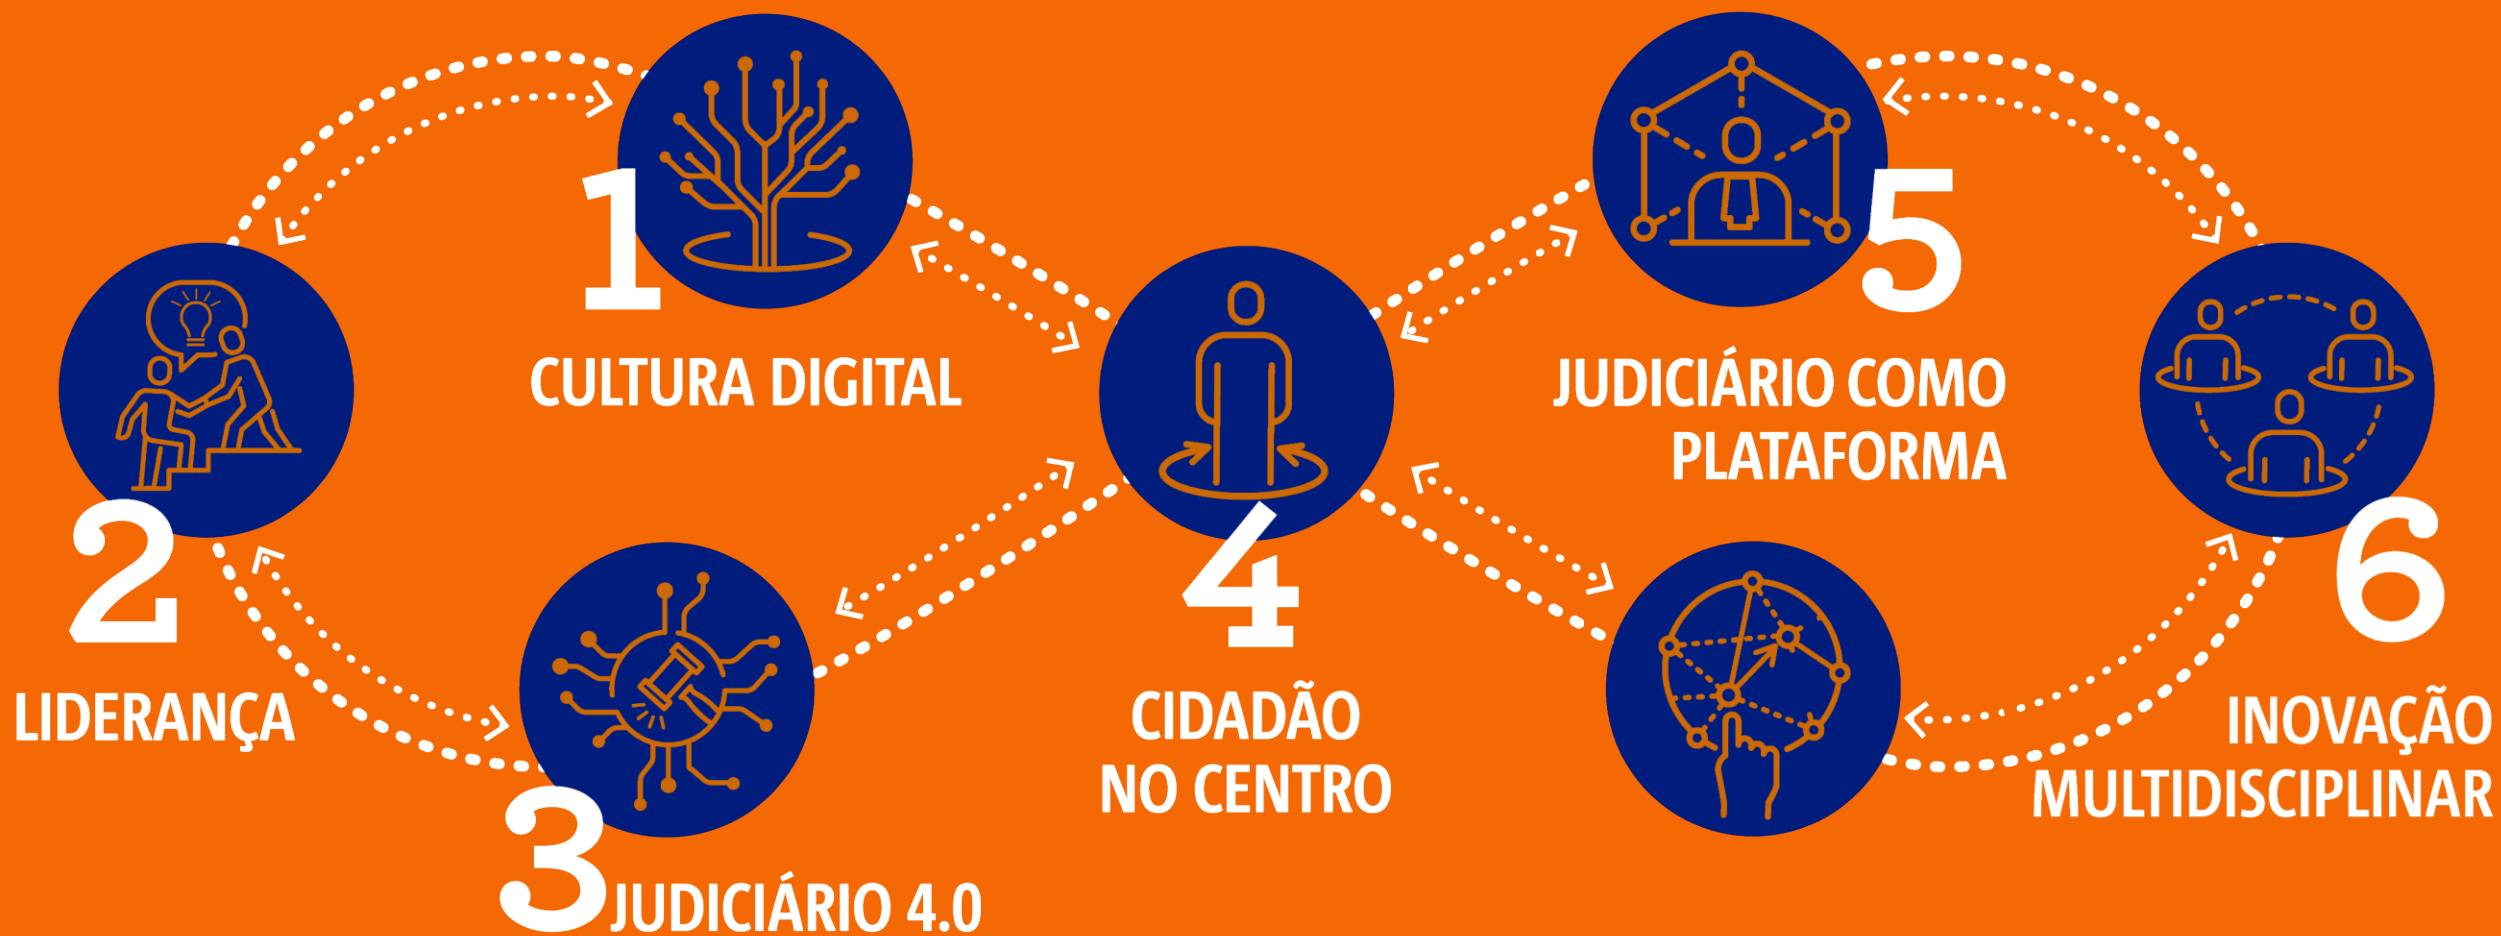 1
CULTURA DIGITAL
2
LIDERANÇA
3
JUDICIÁRIO 4.0
4
CIDADÃO
NO CENTRO
5
JUDICIÁRIO COMO
PLATAFORMA
6
INOVAÇÃO
MULTIDISCIPLINAR